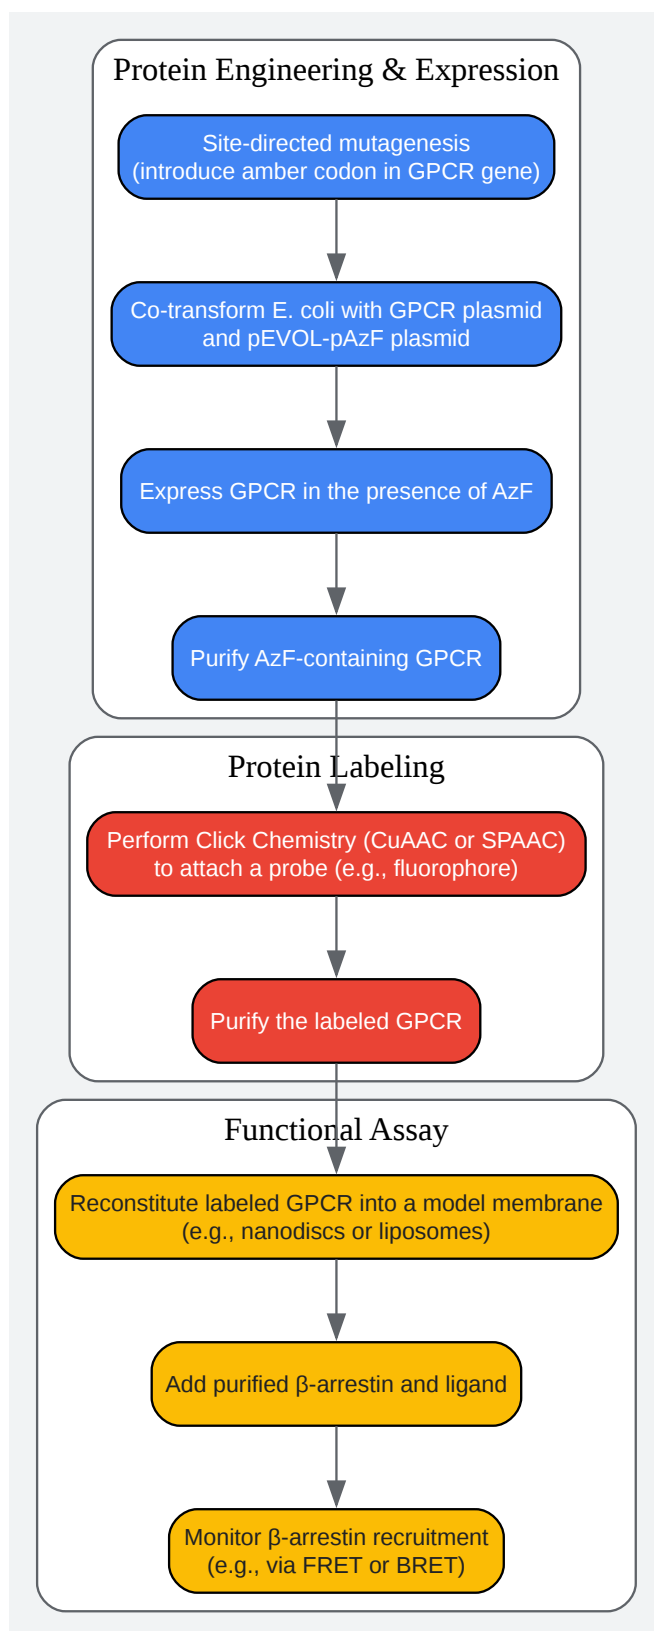 Protein Engineering & Expression
Site-directed mutagenesis
(introduce amber codon in GPCR gene)
Co-transform E. coli with GPCR plasmid
and pEVOL-pAzF plasmid
Express GPCR in the presence of AzF
Purify AzF-containing GPCR
Protein Labeling
Perform Click Chemistry (CuAAC or SPAAC)
to attach a probe (e.g., fluorophore)
Purify the labeled GPCR
Functional Assay
Reconstitute labeled GPCR into a model membrane
(e.g., nanodiscs or liposomes)
Add purified β-arrestin and ligand
Monitor β-arrestin recruitment
(e.g., via FRET or BRET)